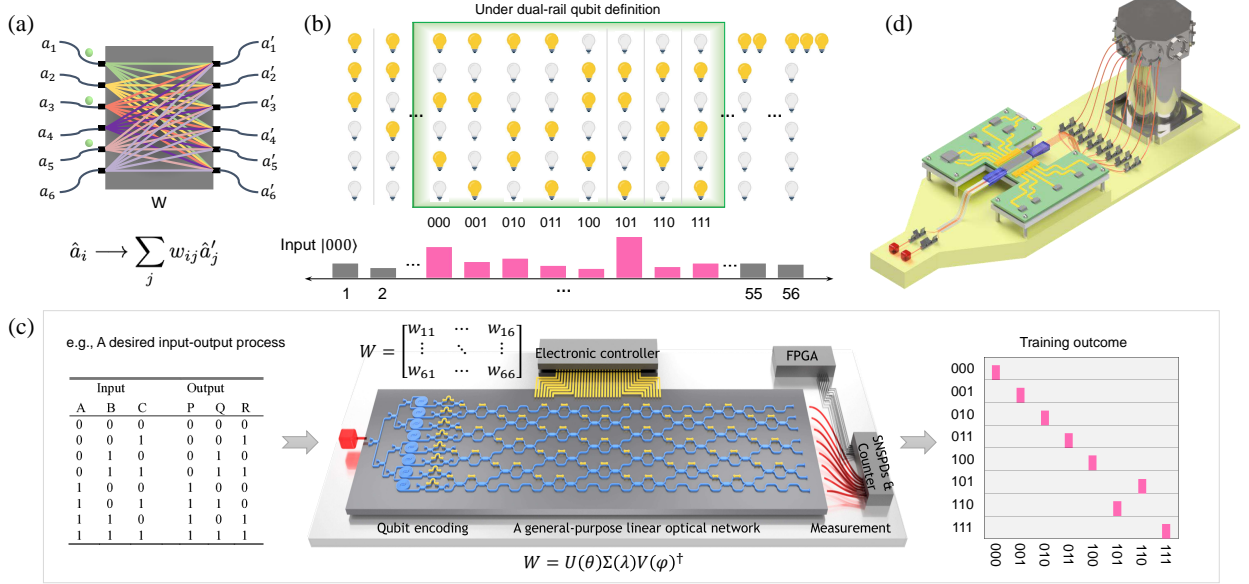 (a)
a₁
a₂
a₃
a₄
a₅
a₆
a′₁
a′₂
a′₃
a′₄
a′₅
a′₆
W
âᵢ ⟶ ∑ⱼ wᵢⱼ â′ⱼ
(b)
Under dual-rail qubit definition
... ... ...
000 001 010 011 100 101 110 111
Input |000⟩
... ...
1 2 ... 55 56
(d)
(c)
e.g., A desired input-output process
Input Output
A B C P Q R
0 0 0 0 0 0
0 0 1 0 0 1
0 1 0 0 1 0
0 1 1 0 1 1
1 0 0 1 0 0
1 0 1 1 1 0
1 1 0 1 0 1
1 1 1 1 1 1
W = [w₁₁ ⋯ w₁₆
⋮ ⋱ ⋮
w₆₁ ⋯ w₆₆]
Electronic controller
FPGA
SNSPDs &
Counter
Qubit encoding
A general-purpose linear optical network
Measurement
W = U(θ)Σ(λ)V(φ)†
Training outcome
000
001
010
011
100
101
110
111
000 001 010 011 100 101 110 111